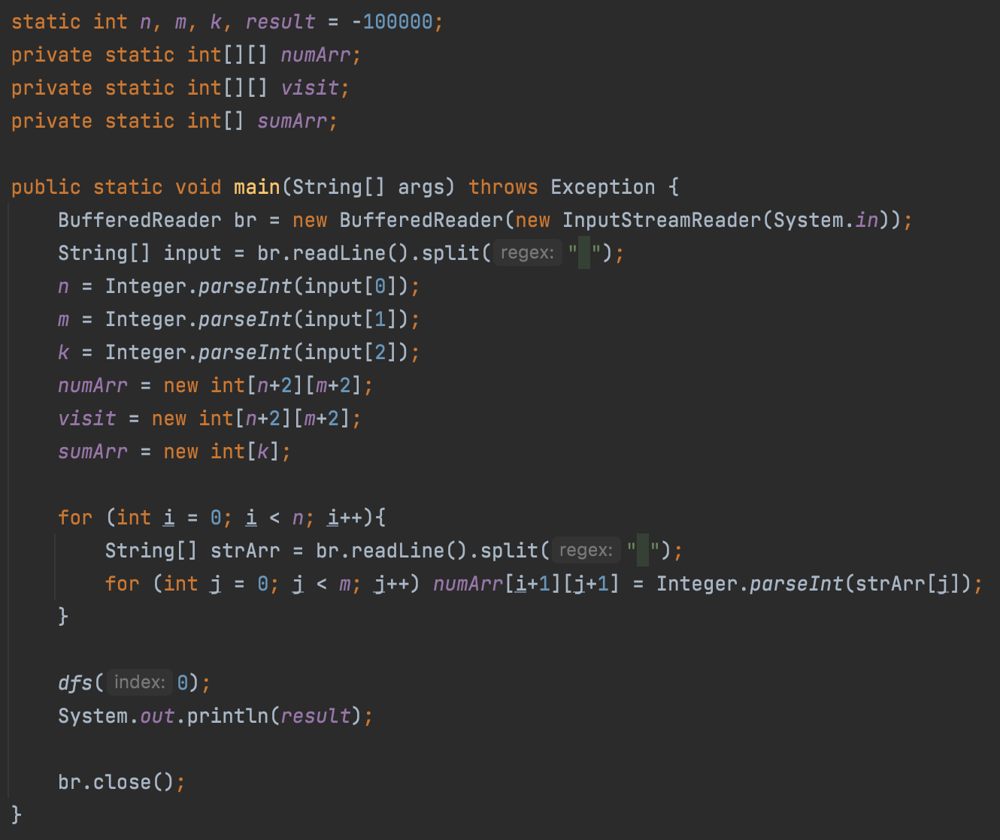 static int n, m, k, result = -100000;
private static int[][] numArr;
private static int[][] visit;
private static int[] sumArr;

public static void main(String[] args) throws Exception {
    BufferedReader br = new BufferedReader(new InputStreamReader(System.in));
    String[] input = br.readLine().split( regex: " ");
    n = Integer.parseInt(input[0]);
    m = Integer.parseInt(input[1]);
    k = Integer.parseInt(input[2]);
    numArr = new int[n+2][m+2];
    visit = new int[n+2][m+2];
    sumArr = new int[k];

    for (int i = 0; i < n; i++){
        String[] strArr = br.readLine().split( regex: " ");
        for (int j = 0; j < m; j++) numArr[i+1][j+1] = Integer.parseInt(strArr[j]);
    }

    dfs( index: 0);
    System.out.println(result);

    br.close();
}